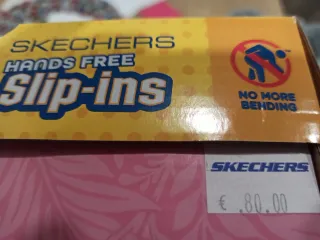 SKECHERS
HANDS FREE
Slip-ins
NO MORE
BENDING
SKECHERS
€ .80.00